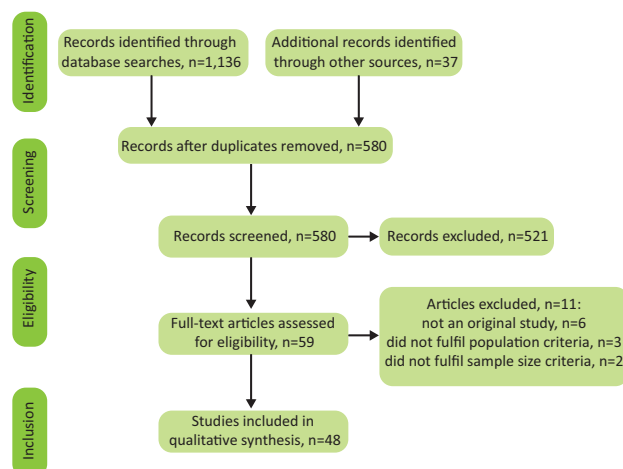 Identification
Records identified through
database searches, n=1,136
Additional records identified
through other sources, n=37
Screening
Records after duplicates removed, n=580
Records screened, n=580
Records excluded, n=521
Eligibility
Full-text articles assessed
for eligibility, n=59
Articles excluded, n=11:
not an original study, n=6
did not fulfil population criteria, n=3
did not fulfil sample size criteria, n=2
Inclusion
Studies included in
qualitative synthesis, n=48